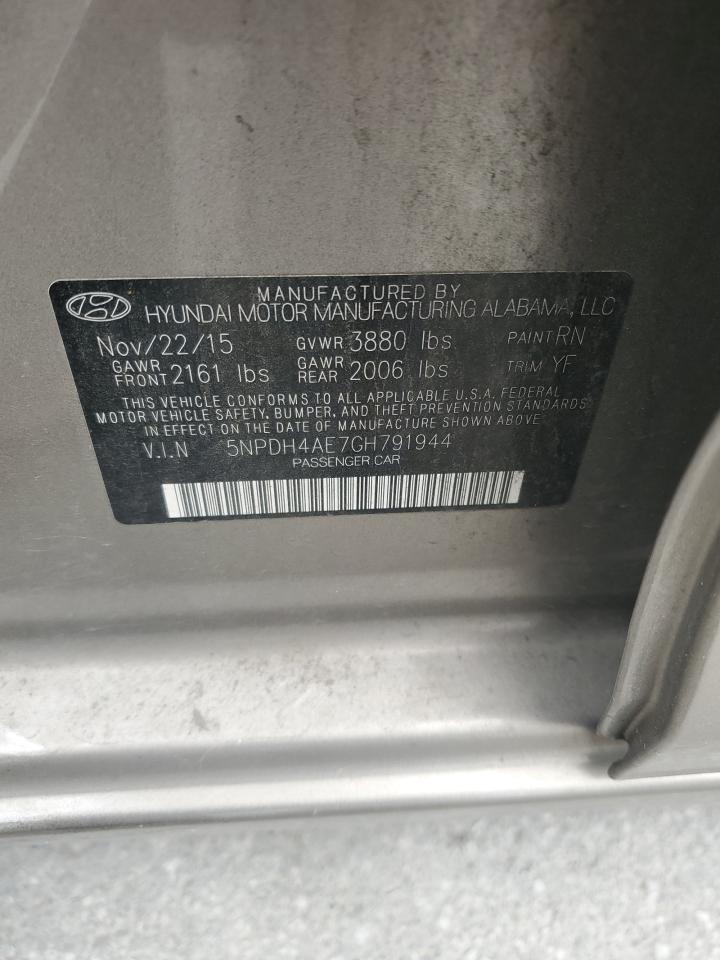 MANUFACTURED BY
HYUNDAI MOTOR MANUFACTURING ALABAMA, LLC
Nov/22/15 GVWR 3880 lbs PAINT RN
GAWR FRONT 2161 lbs GAWR REAR 2006 lbs TRIM YF
THIS VEHICLE CONFORMS TO ALL APPLICABLE U.S.A. FEDERAL
MOTOR VEHICLE SAFETY, BUMPER, AND THEFT PREVENTION STANDARDS
IN EFFECT ON THE DATE OF MANUFACTURE SHOWN ABOVE
V.I.N 5NPDH4AE7GH791944
PASSENGER CAR